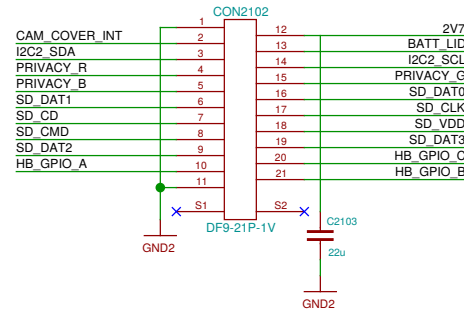 CON2102
1
12
2V7
CAM_COVER_INT
2
13
BATT_LID
I2C2_SDA
3
14
I2C2_SCL
PRIVACY_R
4
15
PRIVACY_G
PRIVACY_B
5
16
SD_DAT0
SD_DAT1
6
17
SD_CLK
SD_CD
7
18
SD_VDD
SD_CMD
8
19
SD_DAT3
SD_DAT2
9
20
HB_GPIO_C
HB_GPIO_A
10
21
HB_GPIO_B
11
S1
S2
DF9-21P-1V
C2103
22u
GND2
GND2